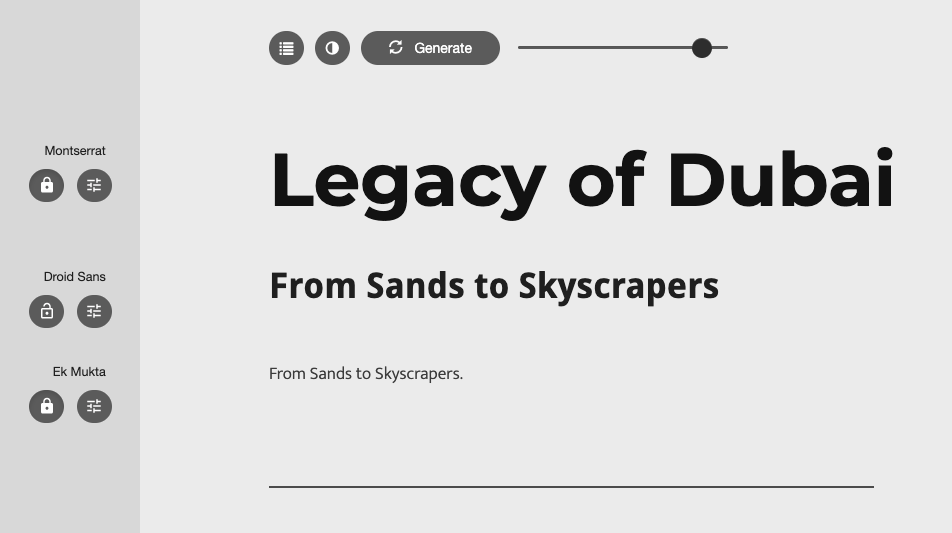 Generate
Montserrat
Legacy of Dubai
Droid Sans
From Sands to Skyscrapers
Ek Mukta
From Sands to Skyscrapers.